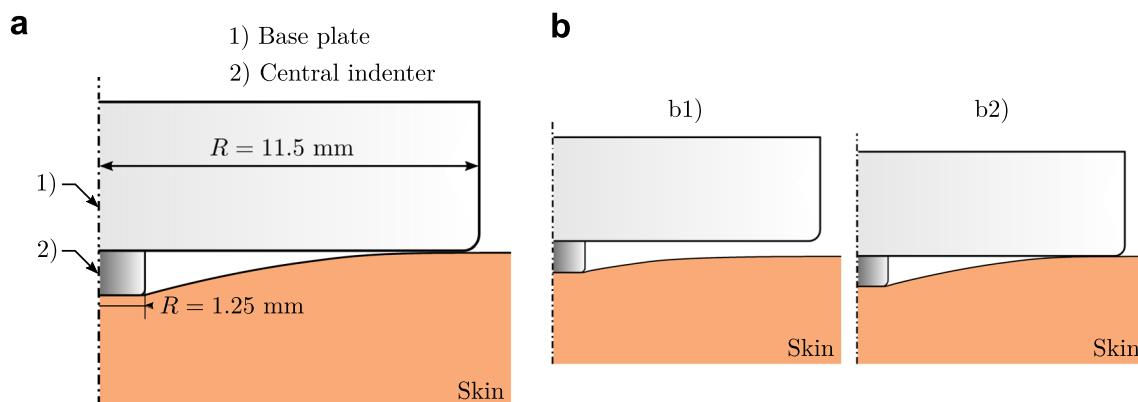 a
1) Base plate
2) Central indenter
R = 11.5 mm
1)
2)
R = 1.25 mm
Skin
b
b1)
b2)
Skin
Skin